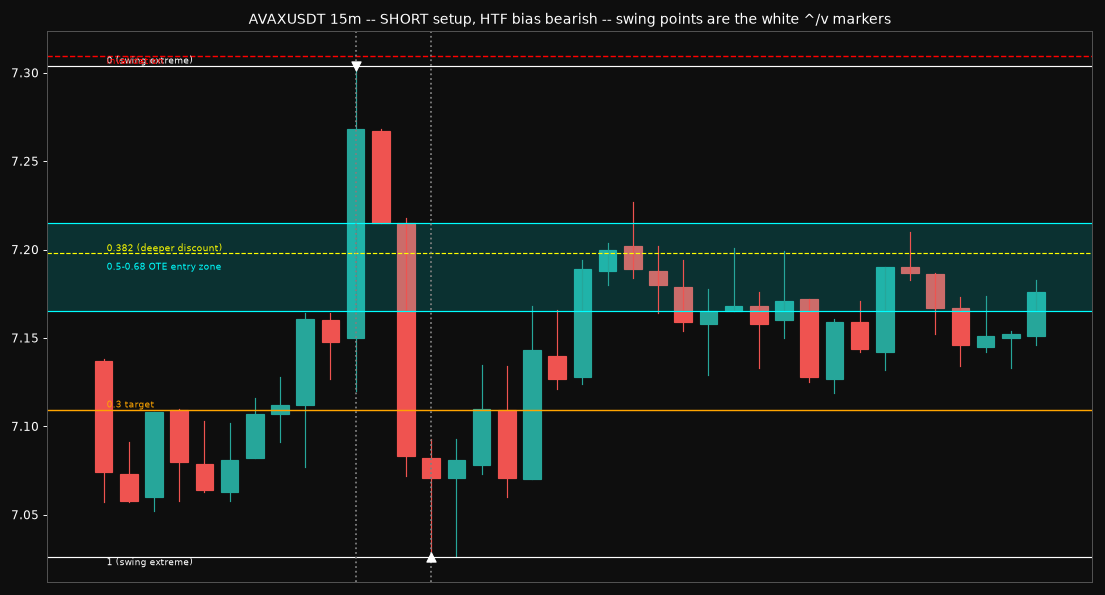 AVAXUSDT 15m -- SHORT setup, HTF bias bearish -- swing points are the white ^/v markers
0 (swing extreme)
7.30
7.25
0.382 (deeper discount)
7.20
0.5-0.68 OTE entry zone
7.15
0.3 target
7.10
7.05
1 (swing extreme)